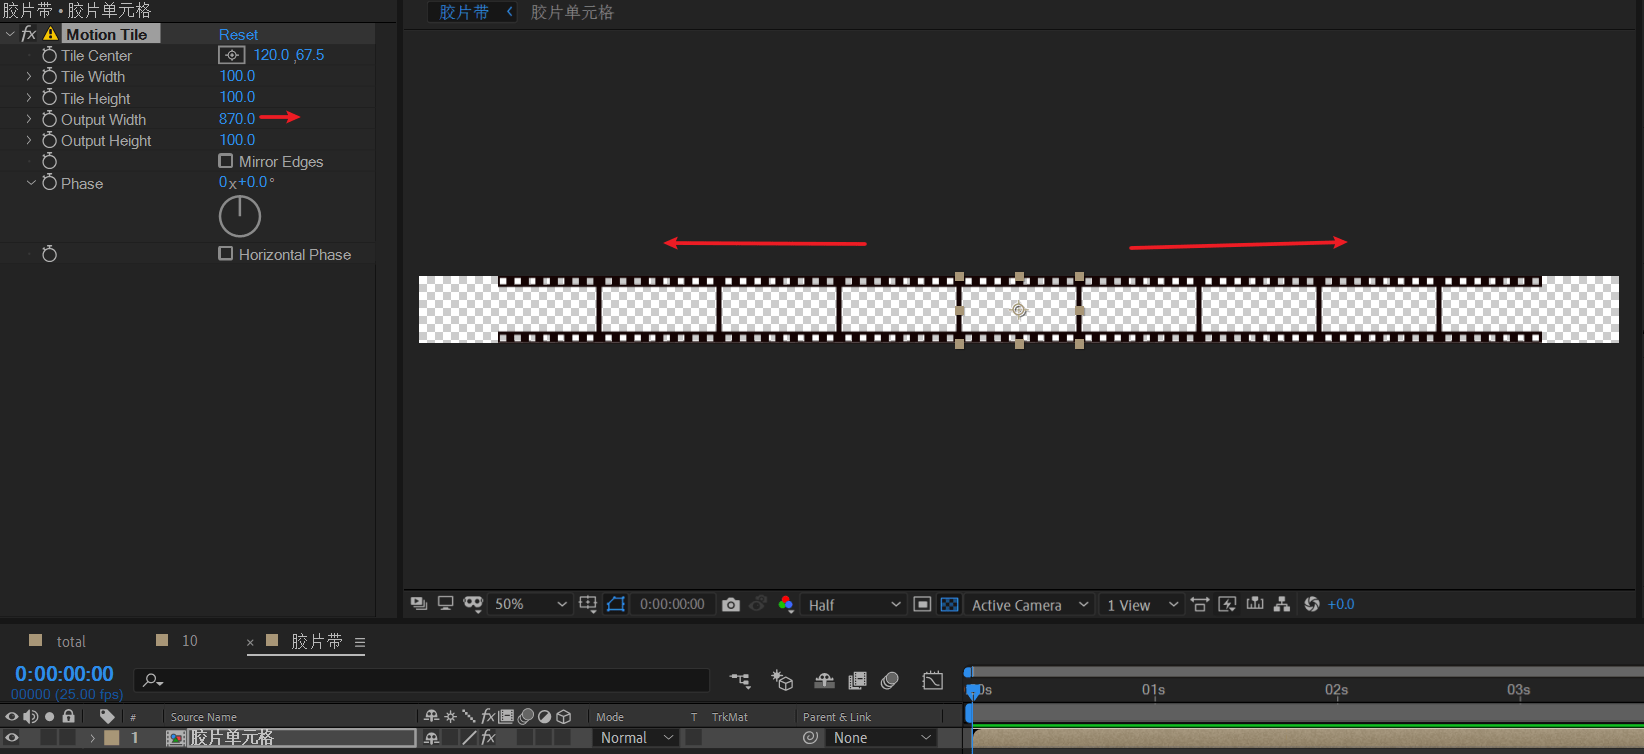 胶片带 • 胶片单元格
fx Motion Tile Reset
Tile Center 120.0 ,67.5
Tile Width 100.0
Tile Height 100.0
Output Width 870.0
Output Height 100.0
Mirror Edges
Phase 0x+0.0°
Horizontal Phase
胶片带 胶片单元格
50% 0:00:00:00 Half Active Camera 1 View +0.0
total 10 × 胶片带
0:00:00:00
00000 (25.00 fps)
01s 02s 03s
# Source Name fx Mode T TrkMat Parent & Link
1 胶片单元格 fx Normal None